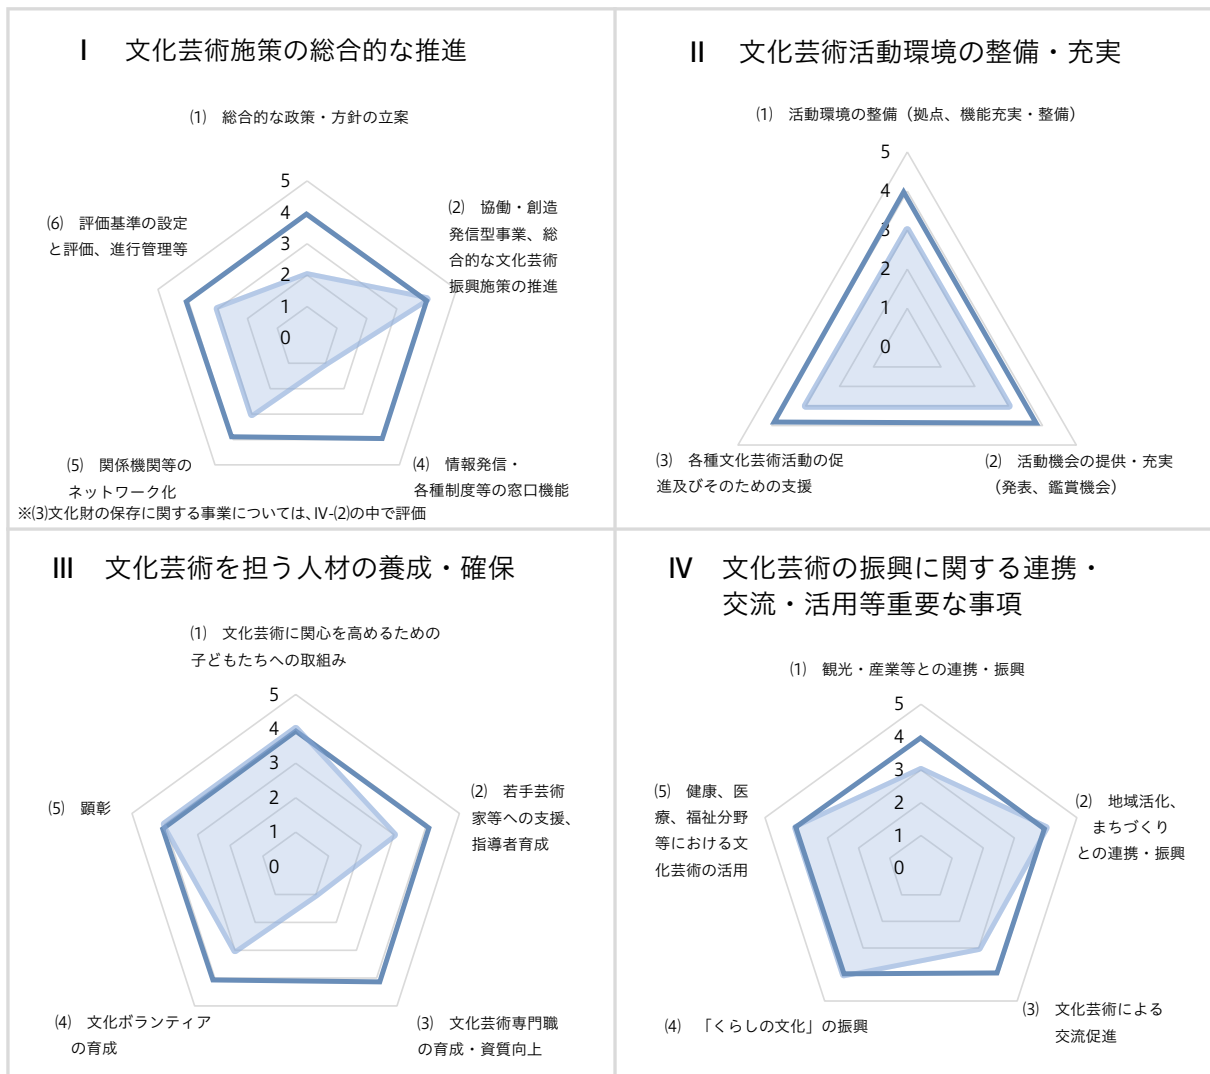 Ⅰ　文化芸術施策の総合的な推進
⑴　総合的な政策・方針の立案
5
4
3
2
1
0
⑵　協働・創造
発信型事業、総
合的な文化芸術
振興施策の推進
⑹　評価基準の設定
と評価、進行管理等
⑸　関係機関等の
ネットワーク化
⑷　情報発信・
各種制度等の窓口機能
※⑶文化財の保存に関する事業については、Ⅳ-⑵の中で評価
Ⅱ　文化芸術活動環境の整備・充実
⑴　活動環境の整備（拠点、機能充実・整備）
5
4
3
2
1
0
⑶　各種文化芸術活動の促
進及びそのための支援
⑵　活動機会の提供・充実
（発表、鑑賞機会）
Ⅲ　文化芸術を担う人材の養成・確保
⑴　文化芸術に関心を高めるための
子どもたちへの取組み
5
4
3
2
1
0
⑵　若手芸術
家等への支援、
指導者育成
⑸　顕彰
⑷　文化ボランティア
の育成
⑶　文化芸術専門職
の育成・資質向上
Ⅳ　文化芸術の振興に関する連携・
交流・活用等重要な事項
⑴　観光・産業等との連携・振興
5
4
3
2
1
0
⑸　健康、医
療、福祉分野
等における文
化芸術の活用
⑵　地域活化、
まちづくり
との連携・振興
⑷　「くらしの文化」の振興
⑶　文化芸術による
交流促進